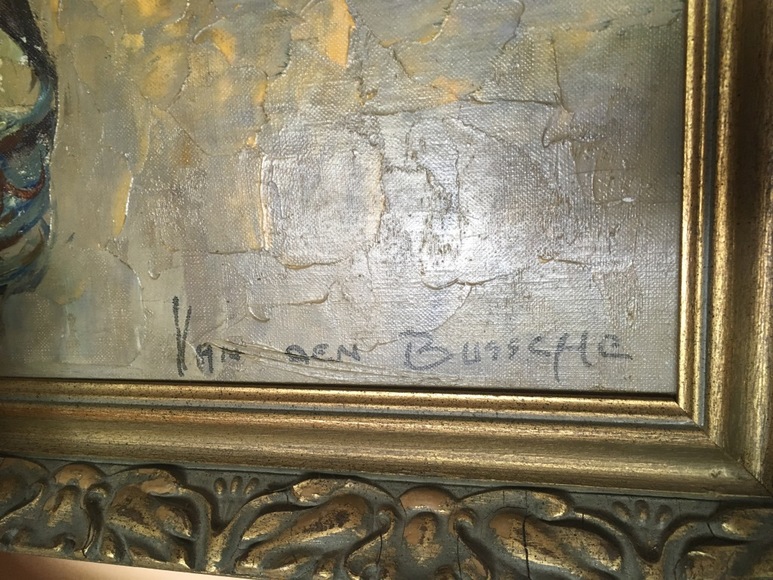 Van den Bussche